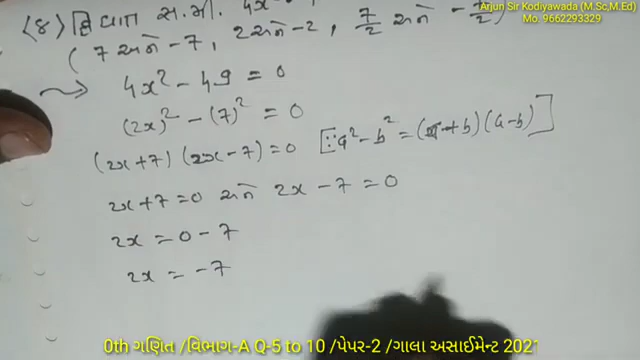 Arjun Sir Kodiyawada (M.Sc,M.Ed)
Mo: 9662293329
(8) દ્વિઘાત સ.મી. 4x²
( 7 અને -7, 2 અને -2, 7/2 અને -7/2 )
4x² - 49 = 0
(2x)² - (7)² = 0
(2x+7) (2x-7) = 0 [∵ a² - b² = (a+b) (a-b)]
2x+7=0 અને 2x-7=0
2x = 0 - 7
2x = -7
0th ગણિત /વિભાગ-A Q-5 to 10 /પેપર-2 /ગાલા અસાઈમેન્ટ 2021